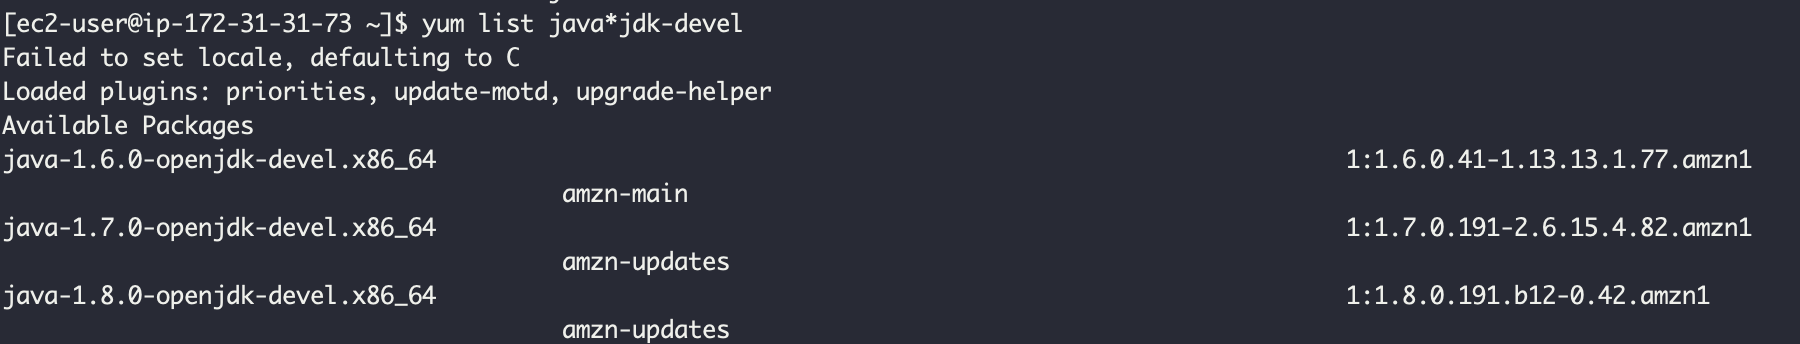 [ec2-user@ip-172-31-31-73 ~]$ yum list java*jdk-devel
Failed to set locale, defaulting to C
Loaded plugins: priorities, update-motd, upgrade-helper
Available Packages
java-1.6.0-openjdk-devel.x86_64 1:1.6.0.41-1.13.13.1.77.amzn1
amzn-main
java-1.7.0-openjdk-devel.x86_64 1:1.7.0.191-2.6.15.4.82.amzn1
amzn-updates
java-1.8.0-openjdk-devel.x86_64 1:1.8.0.191.b12-0.42.amzn1
amzn-updates